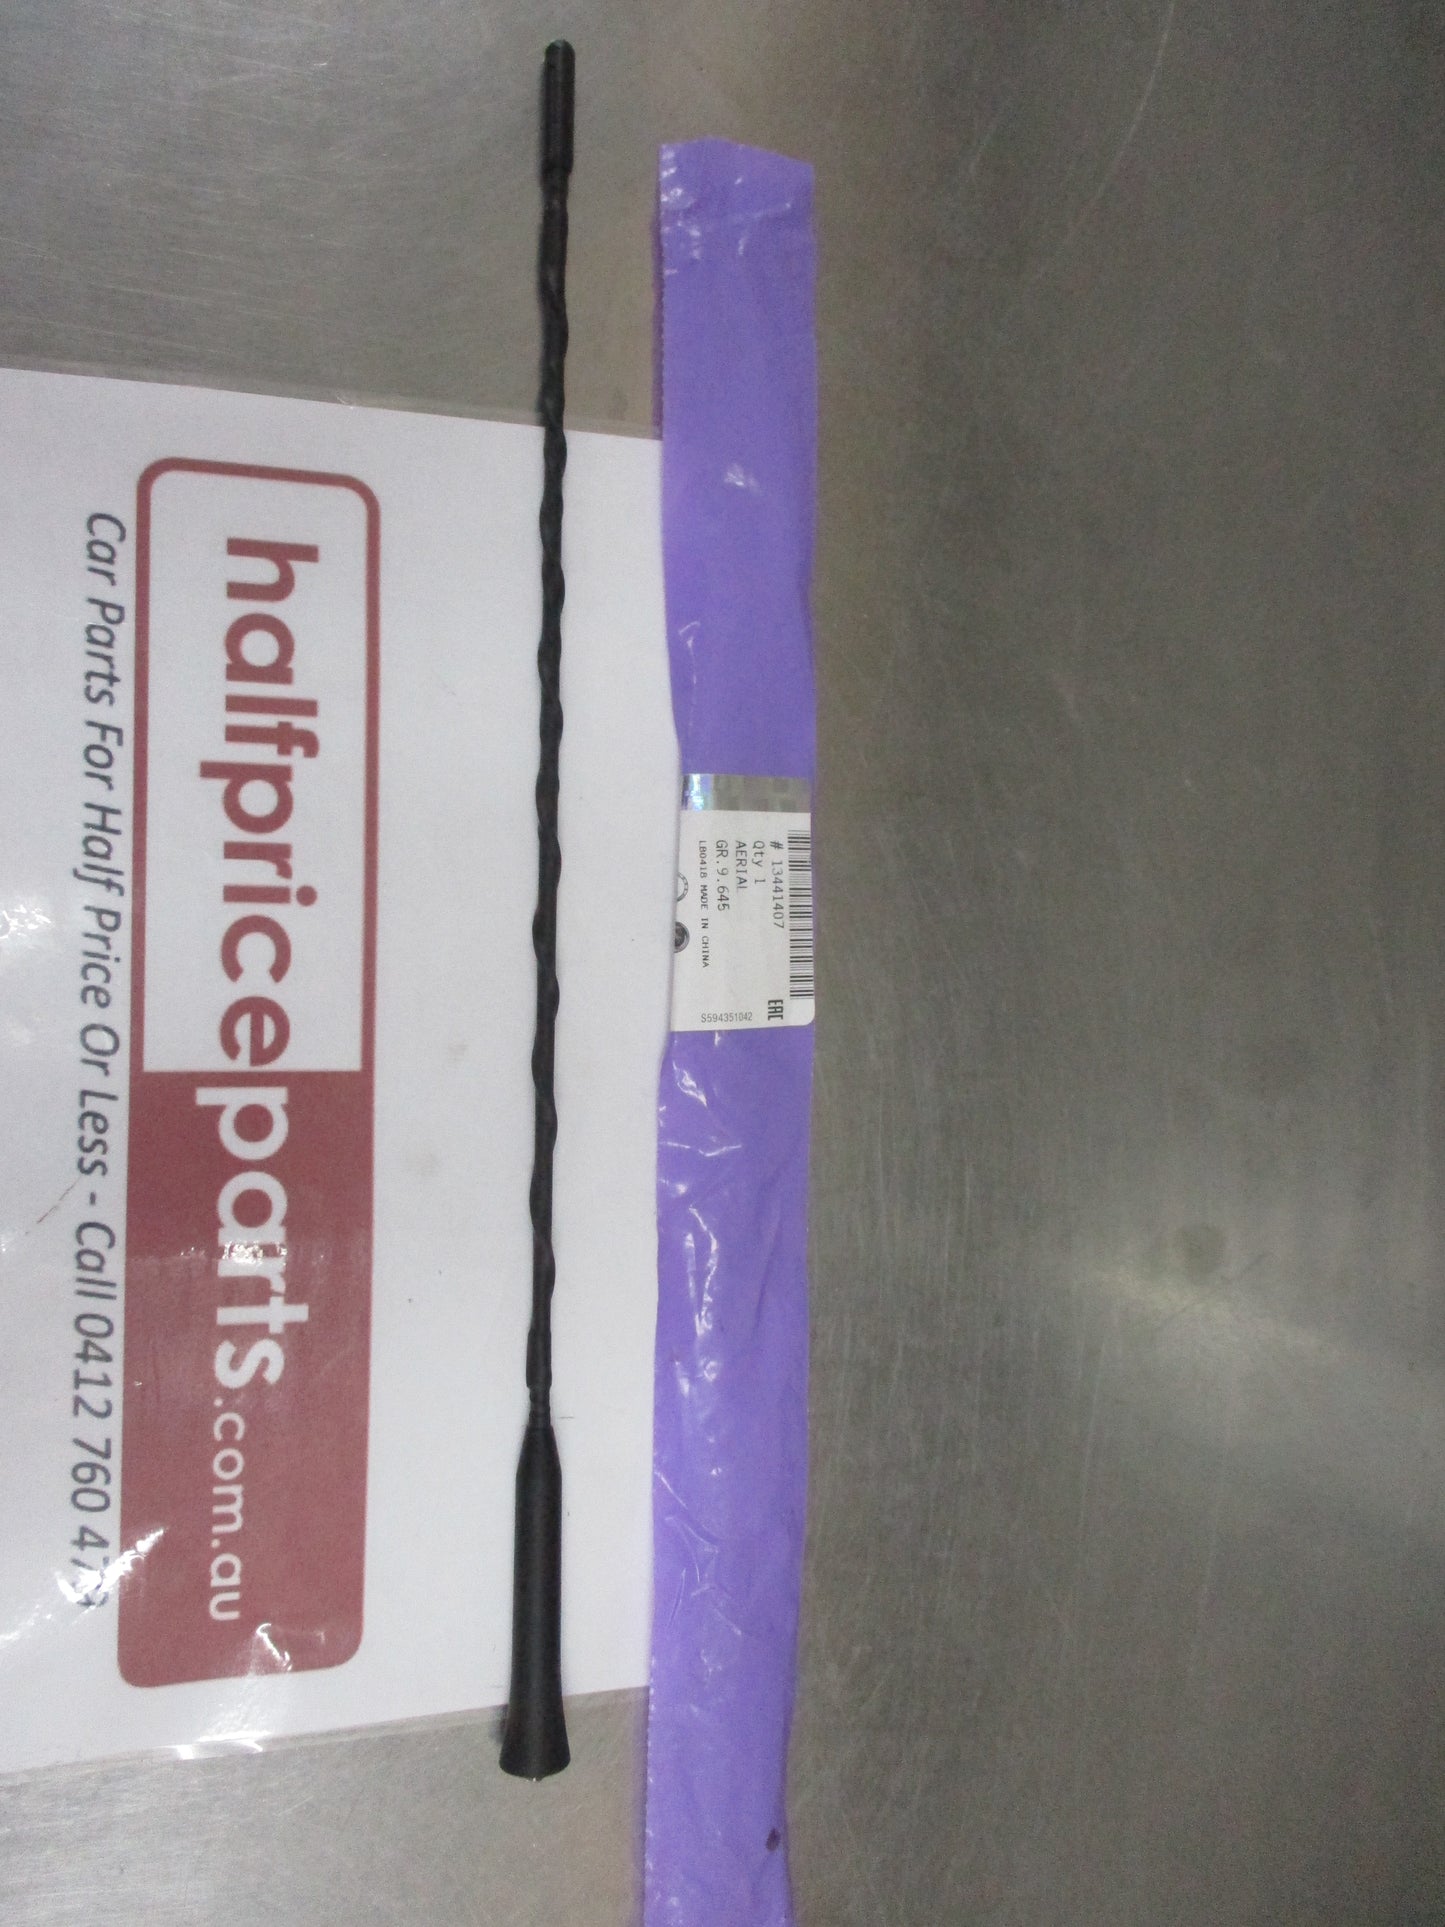 halfpriceparts.com.au
Car Parts For Half Price Or Less - Call 0412 760 47
# 13441407
Qty 1
AERIAL
GR.9.645
LB041B MADE IN CHINA
EAC
S594351042